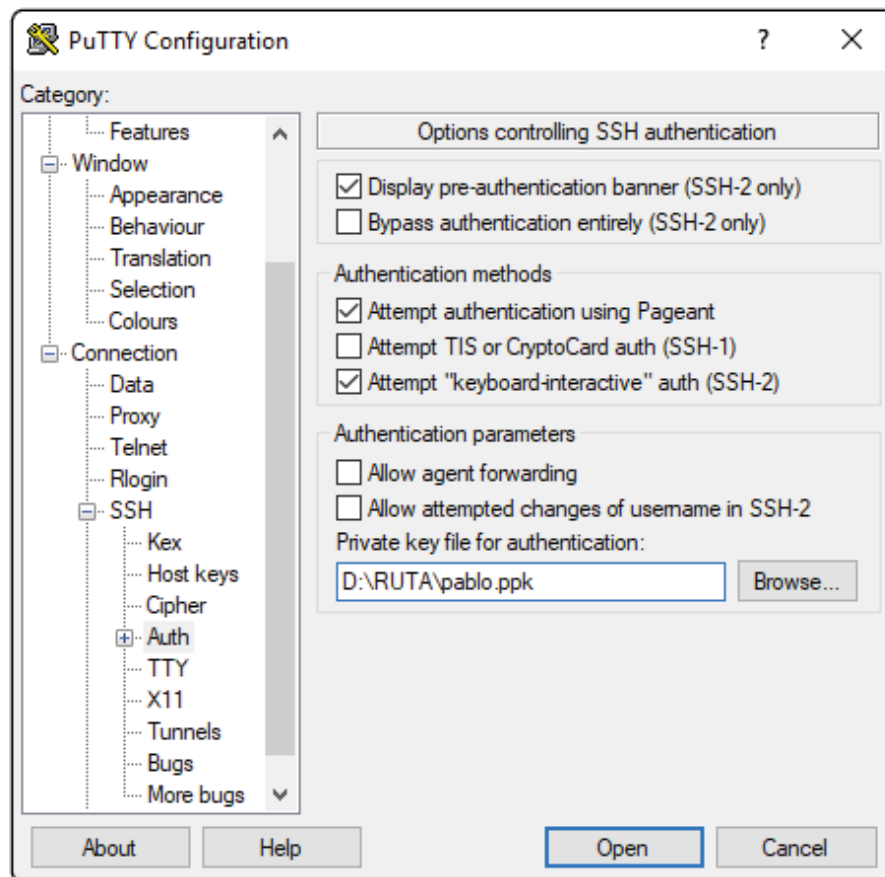 PuTTY Configuration
?
Category:
Features
Window
Appearance
Behaviour
Translation
Selection
Colours
Connection
Data
Proxy
Telnet
Rlogin
SSH
Kex
Host keys
Cipher
Auth
TTY
X11
Tunnels
Bugs
More bugs
Options controlling SSH authentication
Display pre-authentication banner (SSH-2 only)
Bypass authentication entirely (SSH-2 only)
Authentication methods
Attempt authentication using Pageant
Attempt TIS or CryptoCard auth (SSH-1)
Attempt "keyboard-interactive" auth (SSH-2)
Authentication parameters
Allow agent forwarding
Allow attempted changes of username in SSH-2
Private key file for authentication:
D:\RUTA\pablo.ppk
Browse...
About
Help
Open
Cancel